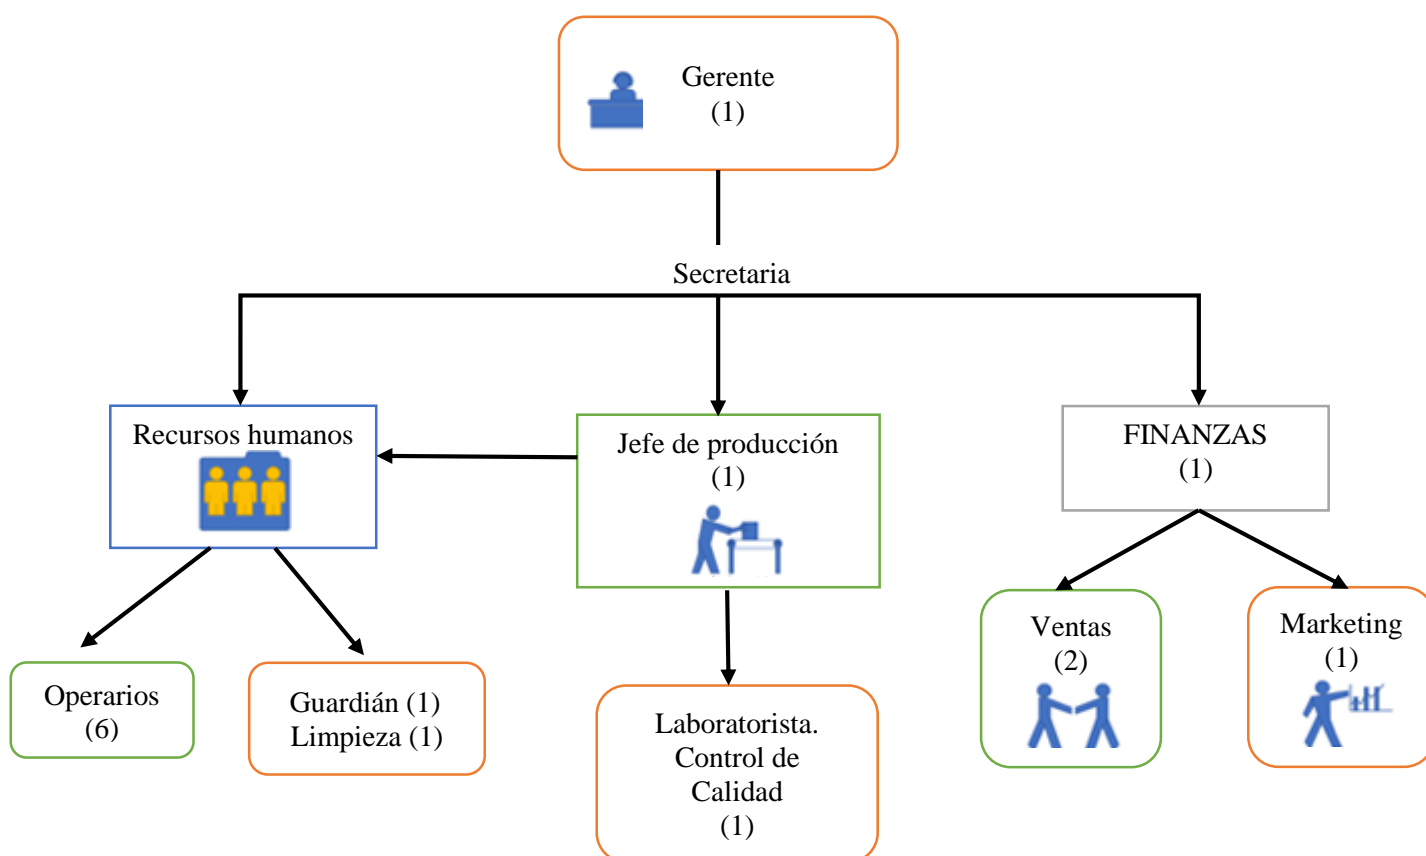 Gerente
(1)
Secretaria
Recursos humanos
Jefe de producción
(1)
FINANZAS
(1)
Operarios
(6)
Guardián (1)
Limpieza (1)
Laboratorista.
Control de
Calidad
(1)
Ventas
(2)
Marketing
(1)